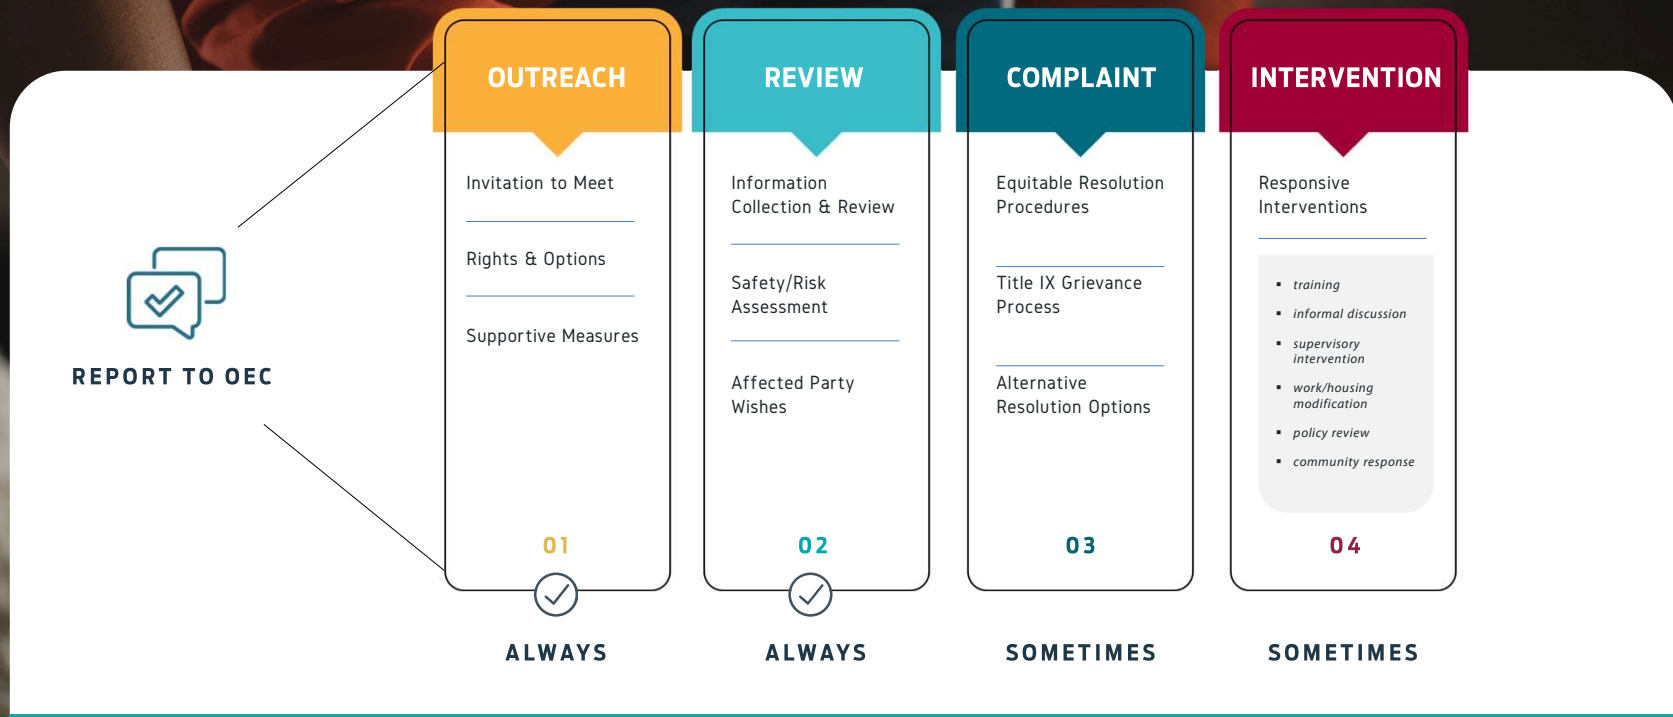 REPORT TO OEC
OUTREACH
Invitation to Meet
Rights & Options
Supportive Measures
01
ALWAYS
REVIEW
Information
Collection & Review
Safety/Risk
Assessment
Affected Party
Wishes
02
ALWAYS
COMPLAINT
Equitable Resolution
Procedures
Title IX Grievance
Process
Alternative
Resolution Options
03
SOMETIMES
INTERVENTION
Responsive
Interventions
▪ training
▪ informal discussion
▪ supervisory
intervention
▪ work/housing
modification
▪ policy review
▪ community response
04
SOMETIMES